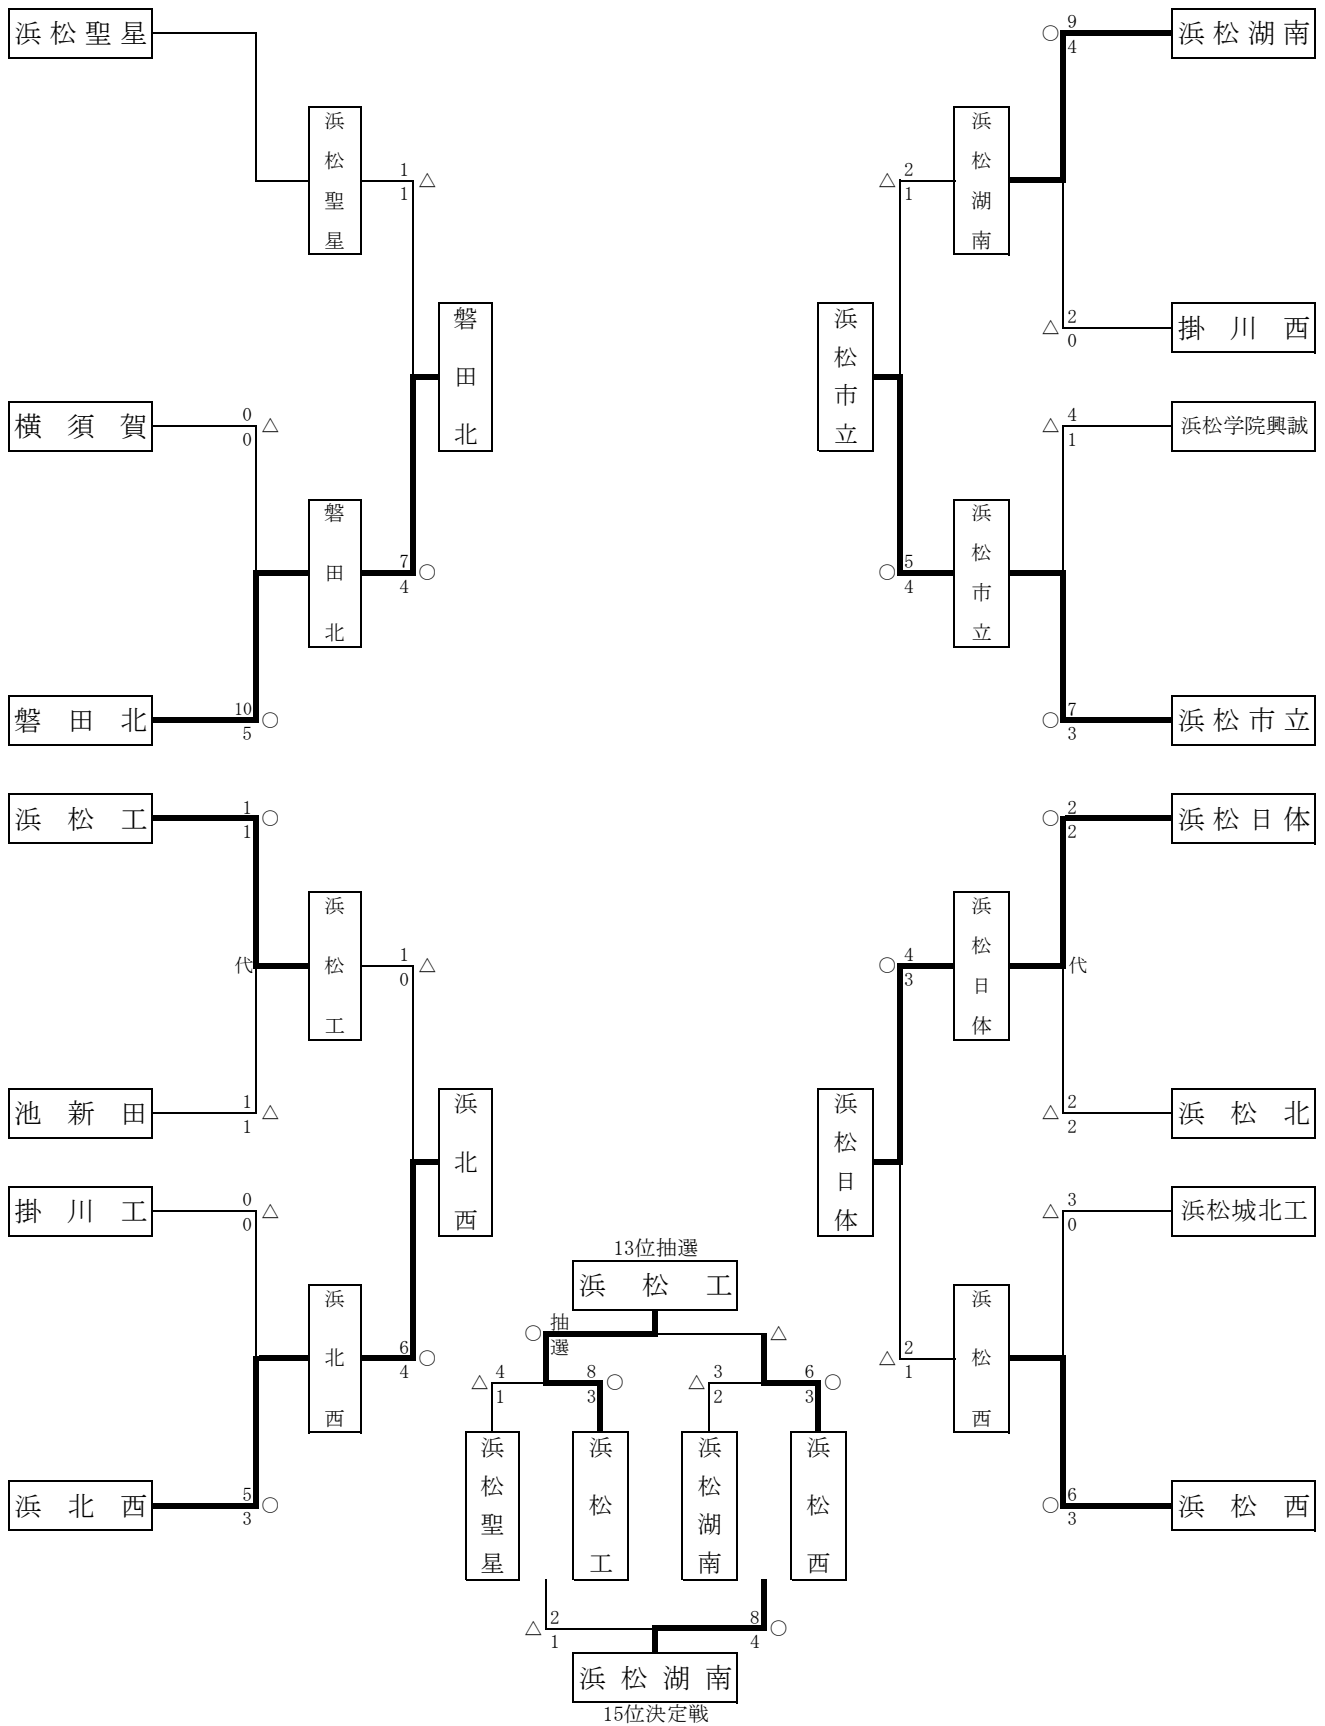 浜松聖星
9
○
4
浜松湖南
浜松聖星
1
△
1
2
△
1
浜松湖南
磐田北
浜松市立
2
△
0
掛川西
横須賀
0
△
0
4
△
1
浜松学院興誠
磐田北
7
○
4
5
○
4
浜松市立
磐田北
10
○
5
7
○
3
浜松市立
浜松工
1
○
1
2
○
2
浜松日体
代
浜松工
1
△
0
4
○
3
浜松日体
代
池新田
1
△
1
浜北西
浜松日体
2
△
2
浜松北
掛川工
0
△
0
3
△
0
浜松城北工
13位抽選
浜松工
○
抽選
△
浜北西
6
○
4
2
△
1
浜松西
△
4
1
8
3
○
△
3
2
6
3
○
浜松聖星
浜松工
浜松湖南
浜松西
浜北西
5
○
3
6
○
3
浜松西
△
2
1
8
4
○
浜松湖南
15位決定戦